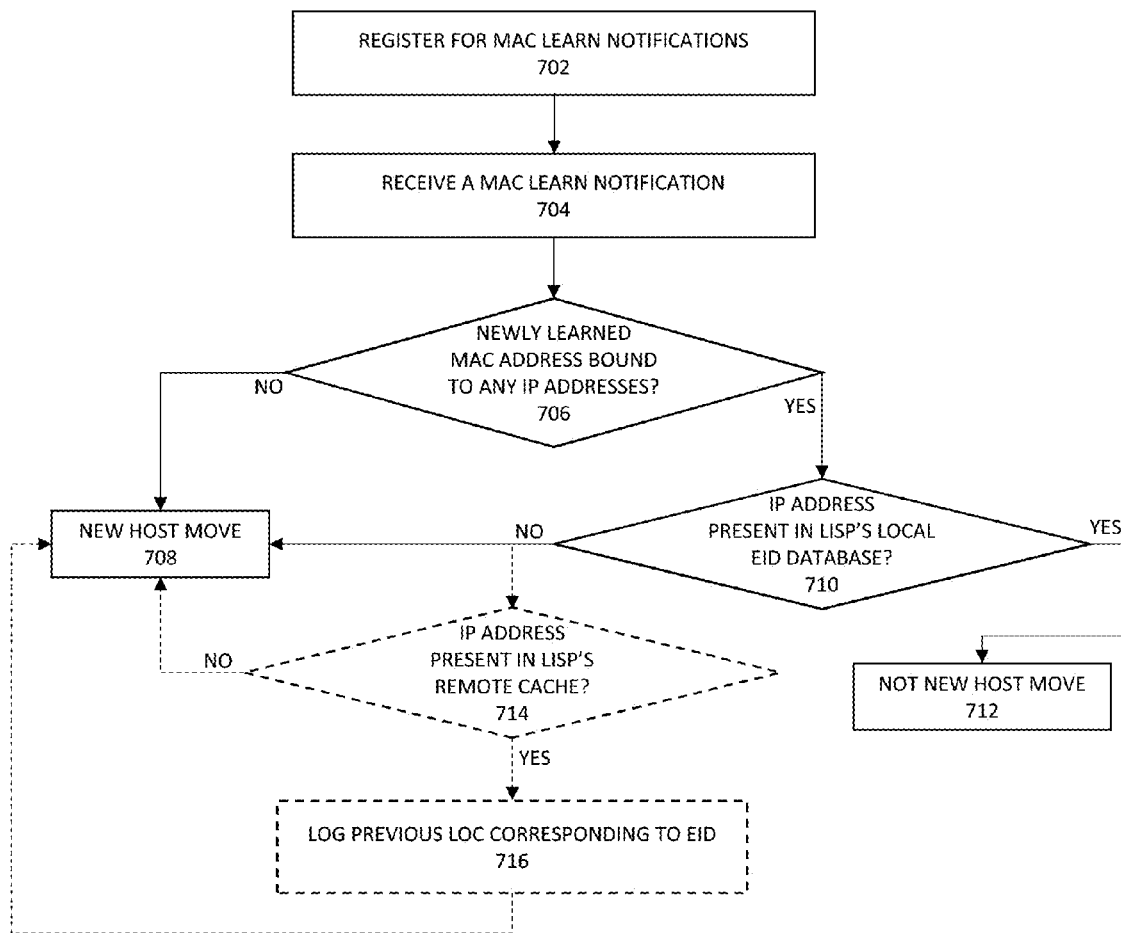 REGISTER FOR MAC LEARN NOTIFICATIONS
702
RECEIVE A MAC LEARN NOTIFICATION
704
NEWLY LEARNED
MAC ADDRESS BOUND
TO ANY IP ADDRESSES?
706
NO
YES
NEW HOST MOVE
708
NO
IP ADDRESS
PRESENT IN LISP'S LOCAL
EID DATABASE?
710
YES
IP ADDRESS
PRESENT IN LISP'S
REMOTE CACHE?
714
NO
YES
NOT NEW HOST MOVE
712
LOG PREVIOUS LOC CORRESPONDING TO EID
716